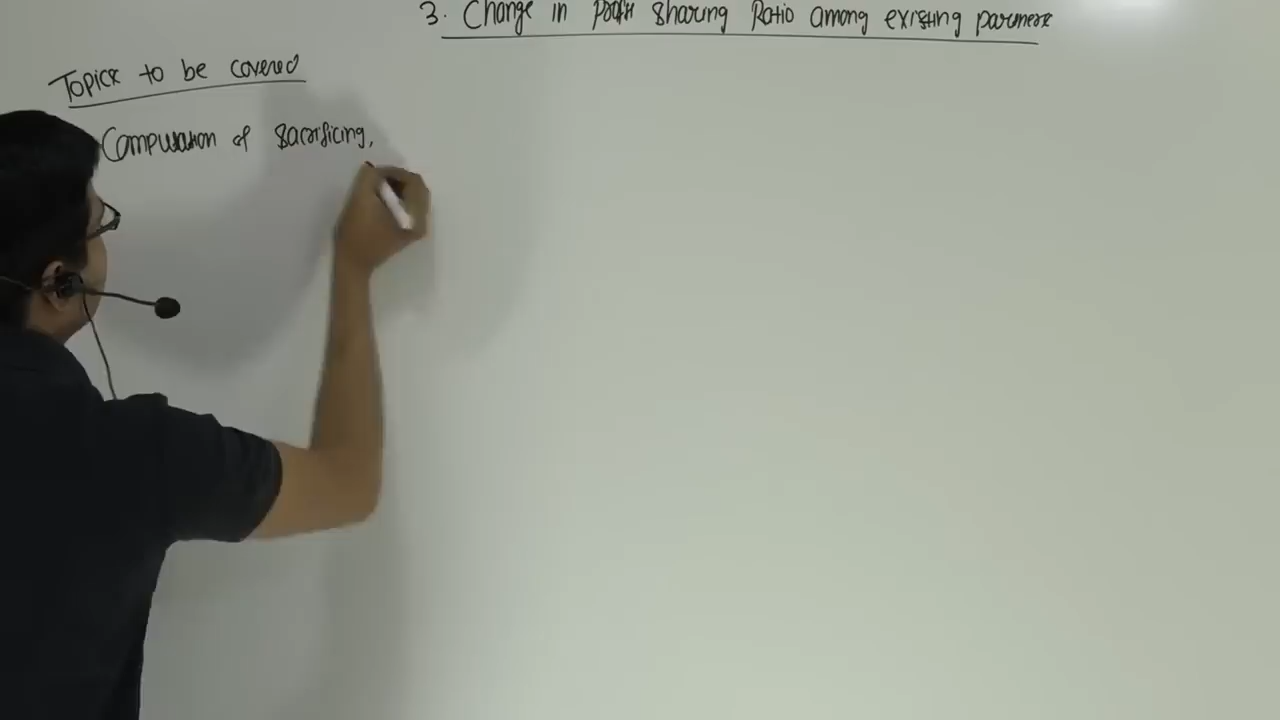 3. Change in Profit Sharing Ratio among existing partners
Topics to be covered
Computation of Sacrificing,